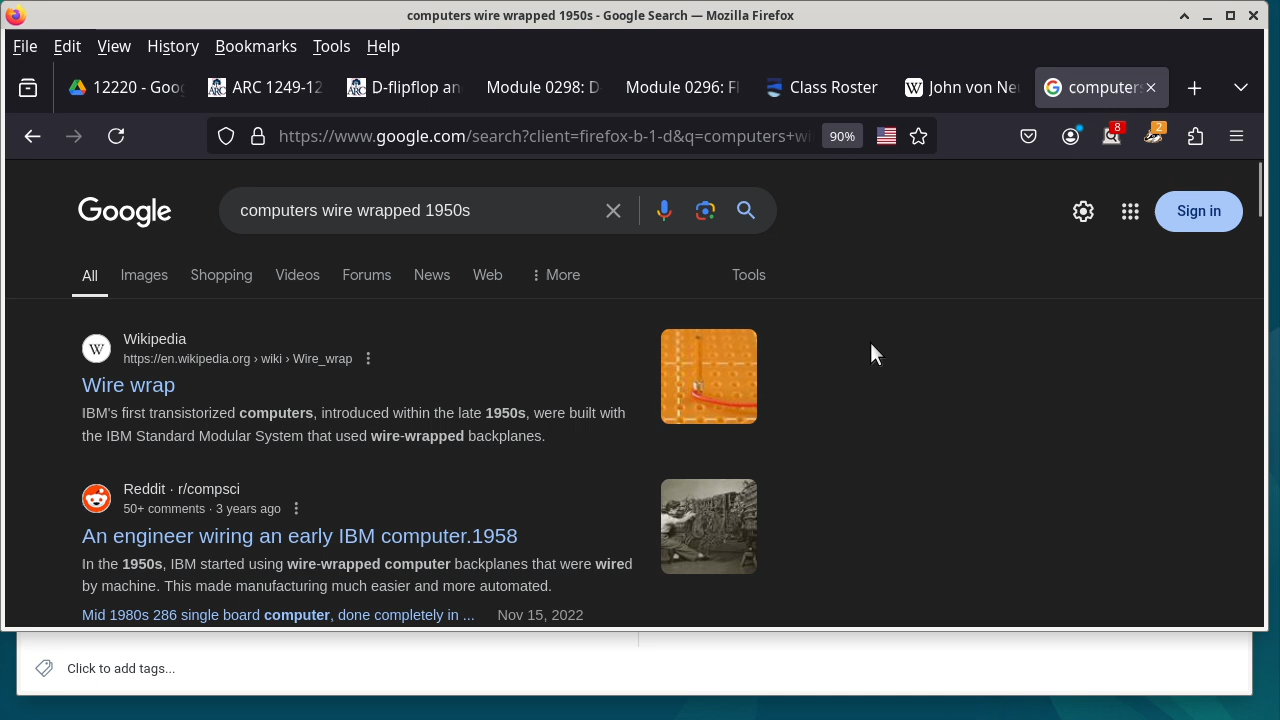 computers wire wrapped 1950s - Google Search — Mozilla Firefox
File Edit View History Bookmarks Tools Help
12220 - Goo ARC 1249-12 D-flipflop an Module 0298: D- Module 0296: Fl Class Roster John von Ne computers
https://www.google.com/search?client=firefox-b-1-d&q=computers+wi 90% 8 2
Google computers wire wrapped 1950s Sign in
All Images Shopping Videos Forums News Web More Tools
W Wikipedia
https://en.wikipedia.org › wiki › Wire_wrap
Wire wrap
IBM's first transistorized computers, introduced within the late 1950s, were built with
the IBM Standard Modular System that used wire-wrapped backplanes.
Reddit · r/compsci
50+ comments · 3 years ago
An engineer wiring an early IBM computer.1958
In the 1950s, IBM started using wire-wrapped computer backplanes that were wired
by machine. This made manufacturing much easier and more automated.
Mid 1980s 286 single board computer, done completely in ... Nov 15, 2022
Click to add tags...